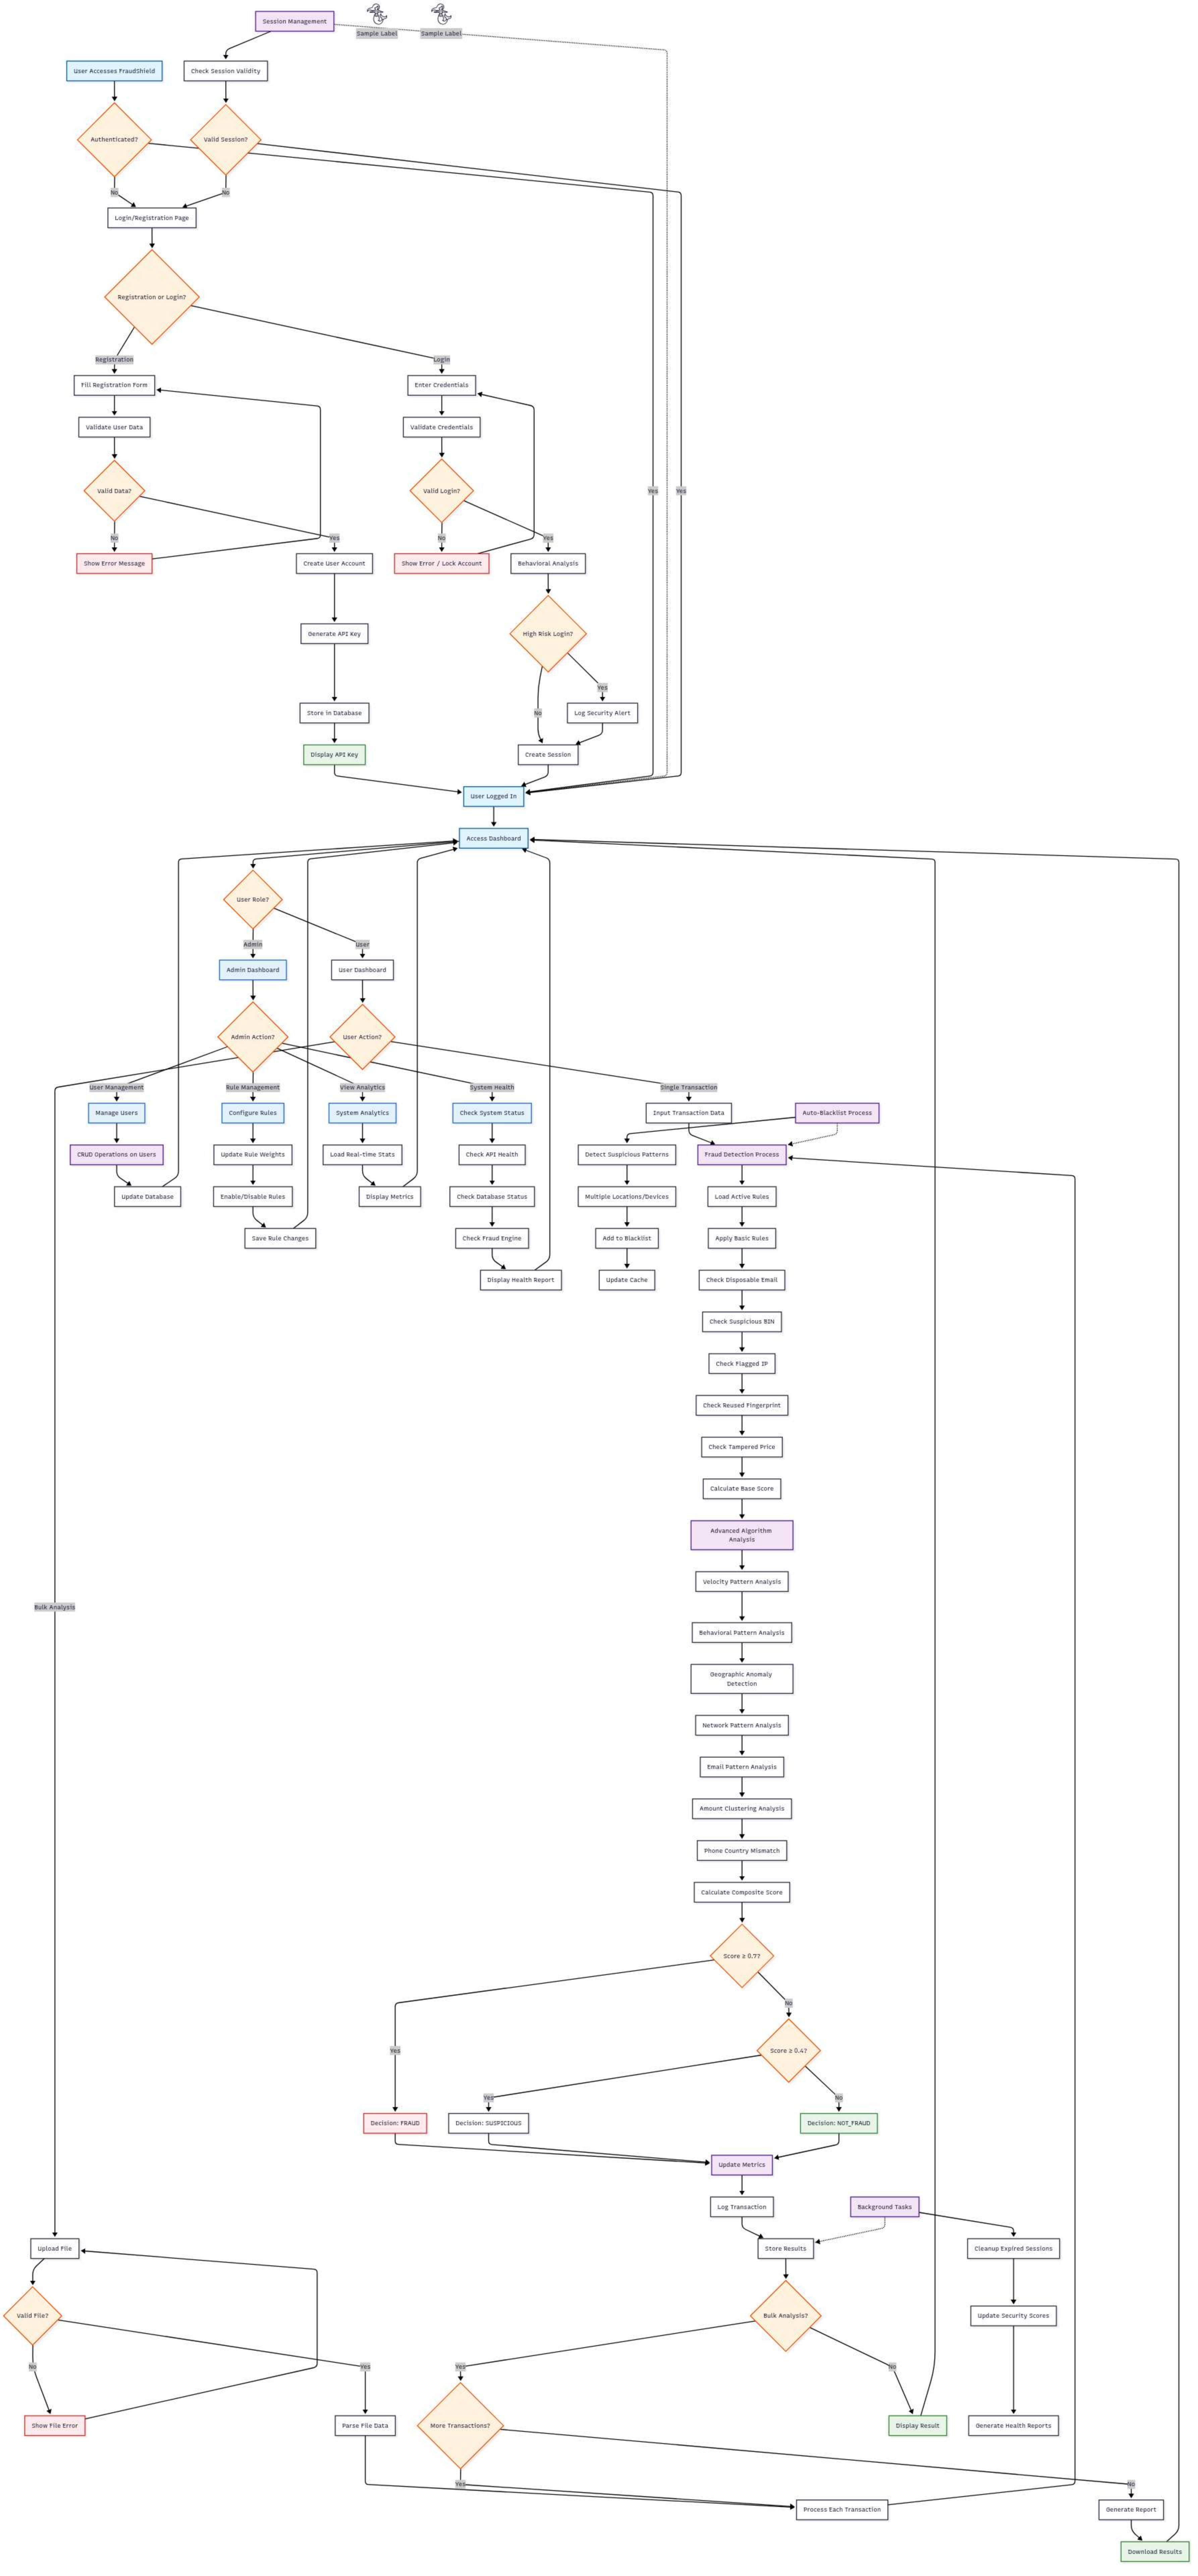 Session Management
Sample Label
Sample Label
User Accesses FraudShield
Check Session Validity
Authenticated?
Valid Session?
No
No
Login/Registration Page
Registration or Login?
Registration
Login
Fill Registration Form
Enter Credentials
Validate User Data
Validate Credentials
Valid Data?
Valid Login?
Yes
Yes
No
Yes
No
Yes
Show Error Message
Create User Account
Show Error / Lock Account
Behavioral Analysis
Generate API Key
High Risk Login?
Yes
Store in Database
No
Log Security Alert
Display API Key
Create Session
User Logged In
Access Dashboard
User Role?
Admin
User
Admin Dashboard
User Dashboard
Admin Action?
User Action?
User Management
Rule Management
View Analytics
System Health
Single Transaction
Manage Users
Configure Rules
System Analytics
Check System Status
Input Transaction Data
Auto-Blacklist Process
CRUD Operations on Users
Update Rule Weights
Load Real-time Stats
Check API Health
Detect Suspicious Patterns
Fraud Detection Process
Update Database
Enable/Disable Rules
Display Metrics
Check Database Status
Multiple Locations/Devices
Load Active Rules
Save Rule Changes
Check Fraud Engine
Add to Blacklist
Apply Basic Rules
Display Health Report
Update Cache
Check Disposable Email
Check Suspicious BIN
Check Flagged IP
Check Reused Fingerprint
Check Tampered Price
Calculate Base Score
Advanced Algorithm
Analysis
Velocity Pattern Analysis
Bulk Analysis
Behavioral Pattern Analysis
Geographic Anomaly
Detection
Network Pattern Analysis
Email Pattern Analysis
Amount Clustering Analysis
Phone Country Mismatch
Calculate Composite Score
Score ≥ 0.7?
No
Yes
Score ≥ 0.4?
Yes
No
Decision: FRAUD
Decision: SUSPICIOUS
Decision: NOT_FRAUD
Update Metrics
Log Transaction
Background Tasks
Upload File
Store Results
Cleanup Expired Sessions
Valid File?
Bulk Analysis?
Update Security Scores
No
Yes
Yes
No
Show File Error
Parse File Data
More Transactions?
Display Result
Generate Health Reports
Yes
No
Process Each Transaction
Generate Report
Download Results